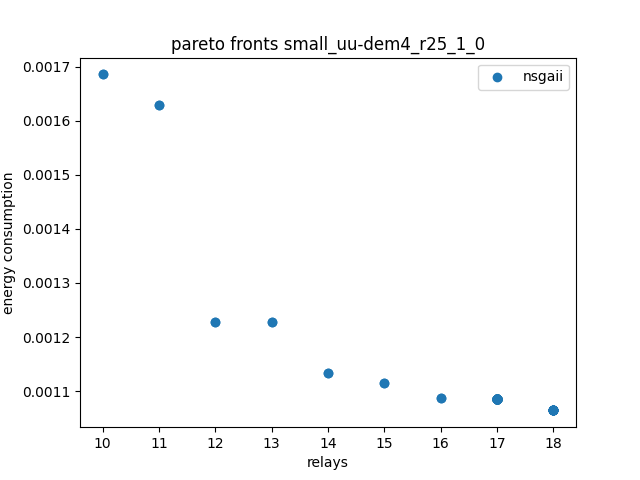 pareto fronts small_uu-dem4_r25_1_0
nsgaii
energy consumption
0.0017
0.0016
0.0015
0.0014
0.0013
0.0012
0.0011
10 11 12 13 14 15 16 17 18
relays